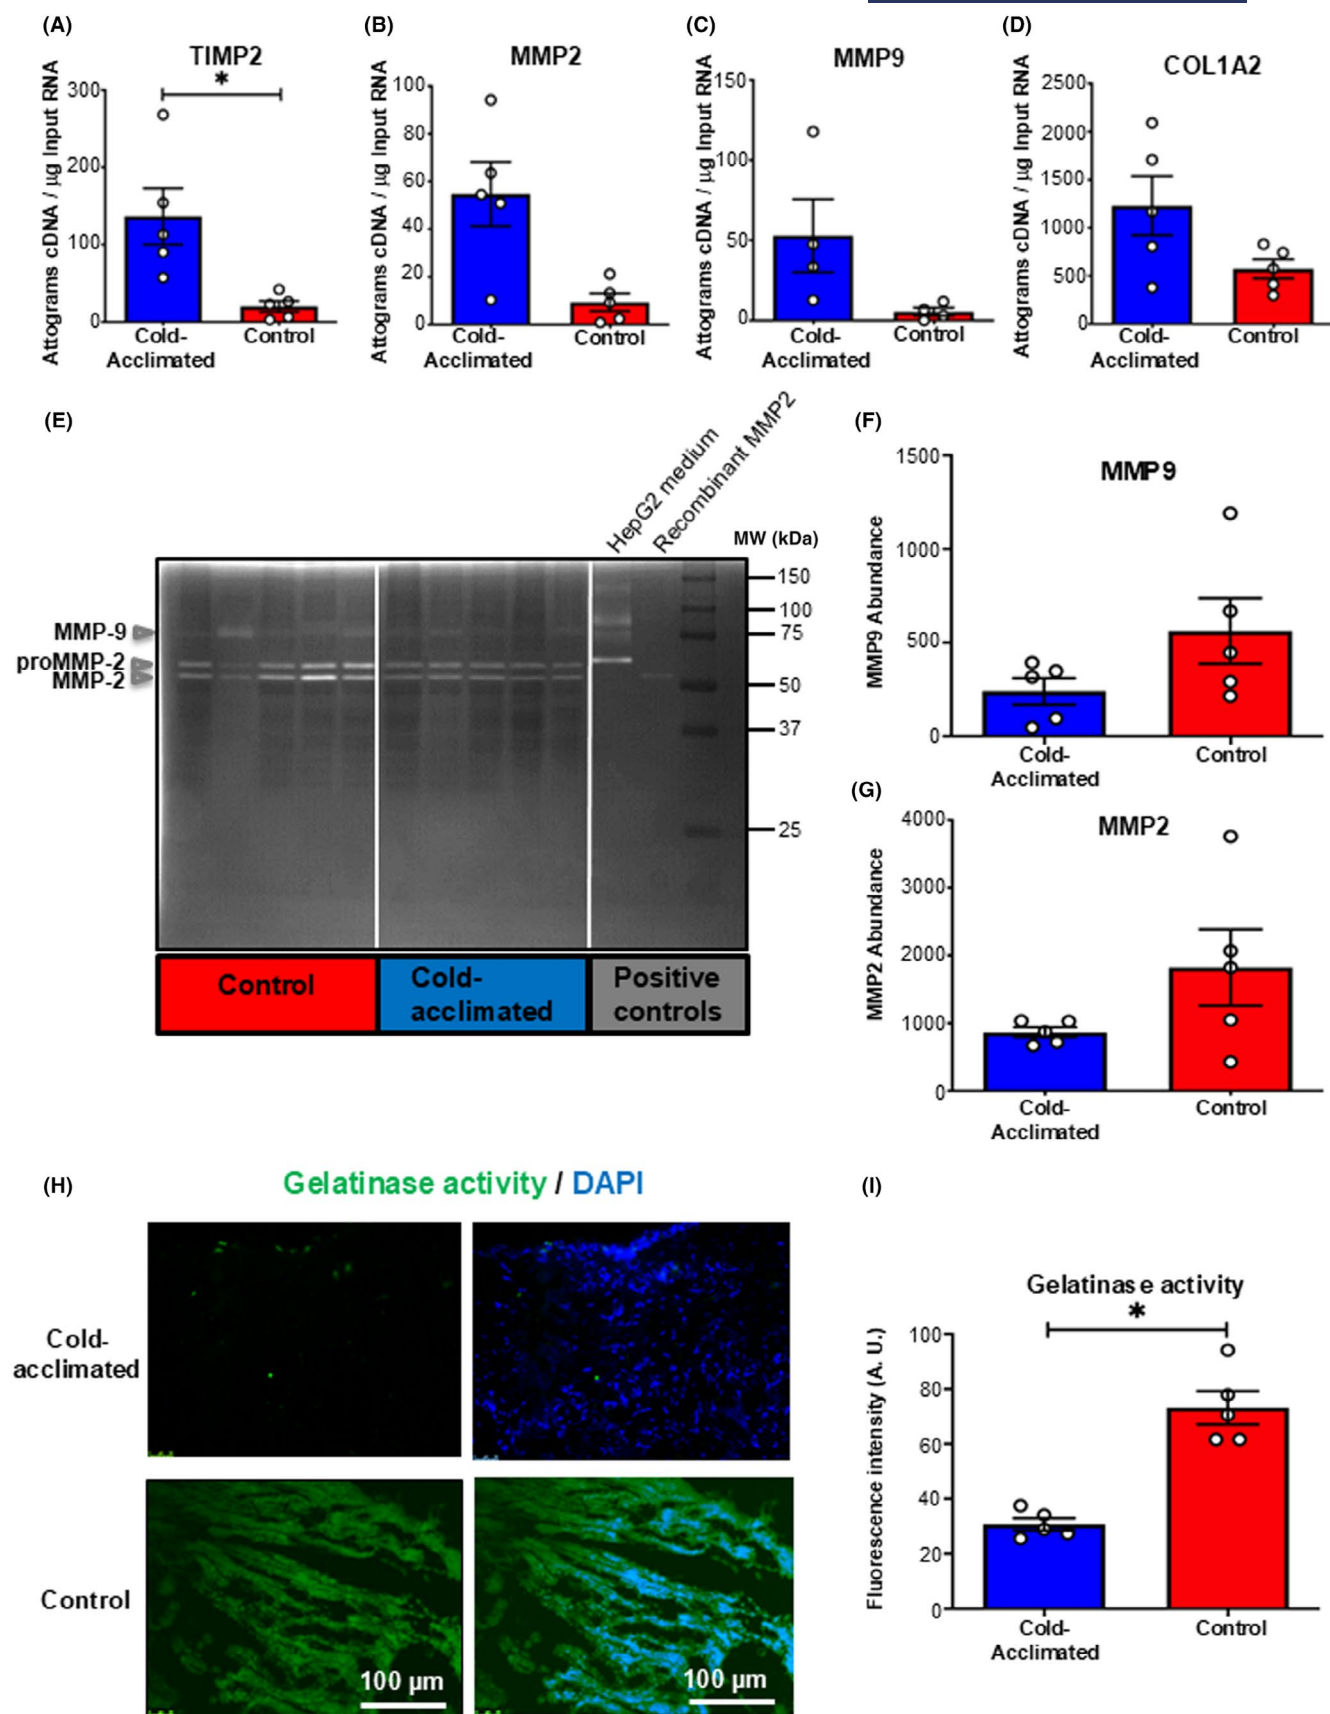 (A)
TIMP2
*
Attograms cDNA / µg Input RNA
300
200
100
0
Cold-
Acclimated
Control
(B)
MMP2
Attograms cDNA / µg Input RNA
100
80
60
40
20
0
Cold-
Acclimated
Control
(C)
MMP9
Attograms cDNA / µg Input RNA
150
100
50
0
Cold-
Acclimated
Control
(D)
COL1A2
Attograms cDNA / µg Input RNA
2500
2000
1500
1000
500
0
Cold-
Acclimated
Control
(E)
HepG2 medium
Recombinant MMP2
MW (kDa)
150
100
75
50
37
25
MMP-9
proMMP-2
MMP-2
Control
Cold-
acclimated
Positive
controls
(F)
MMP9
MMP9 Abundance
1500
1000
500
0
Cold-
Acclimated
Control
(G)
MMP2
MMP2 Abundance
4000
3000
2000
1000
0
Cold-
Acclimated
Control
(H)
Gelatinase activity / DAPI
Cold-
acclimated
Control
100 µm
100 µm
(I)
Gelatinase activity
*
Fluorescence intensity (A. U.)
100
80
60
40
20
0
Cold-
Acclimated
Control